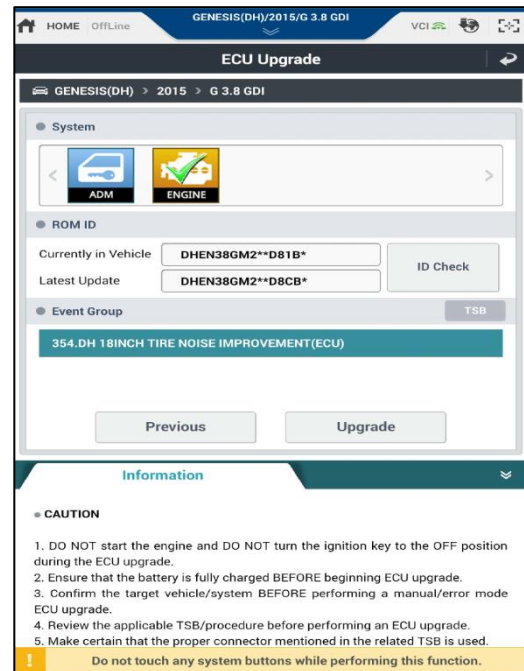 GENESIS(DH)/2015/G 3.8 GDI
HOME OffLine VCI
ECU Upgrade
GENESIS(DH) > 2015 > G 3.8 GDI
System
< ADM ENGINE >
ROM ID
Currently in Vehicle DHEN38GM2**D81B*
ID Check
Latest Update DHEN38GM2**D8CB*
Event Group TSB
354.DH 18INCH TIRE NOISE IMPROVEMENT(ECU)
Previous Upgrade
Information
CAUTION
1. DO NOT start the engine and DO NOT turn the ignition key to the OFF position
during the ECU upgrade.
2. Ensure that the battery is fully charged BEFORE beginning ECU upgrade.
3. Confirm the target vehicle/system BEFORE performing a manual/error mode
ECU upgrade.
4. Review the applicable TSB/procedure before performing an ECU upgrade.
5. Make certain that the proper connector mentioned in the related TSB is used.
! Do not touch any system buttons while performing this function.